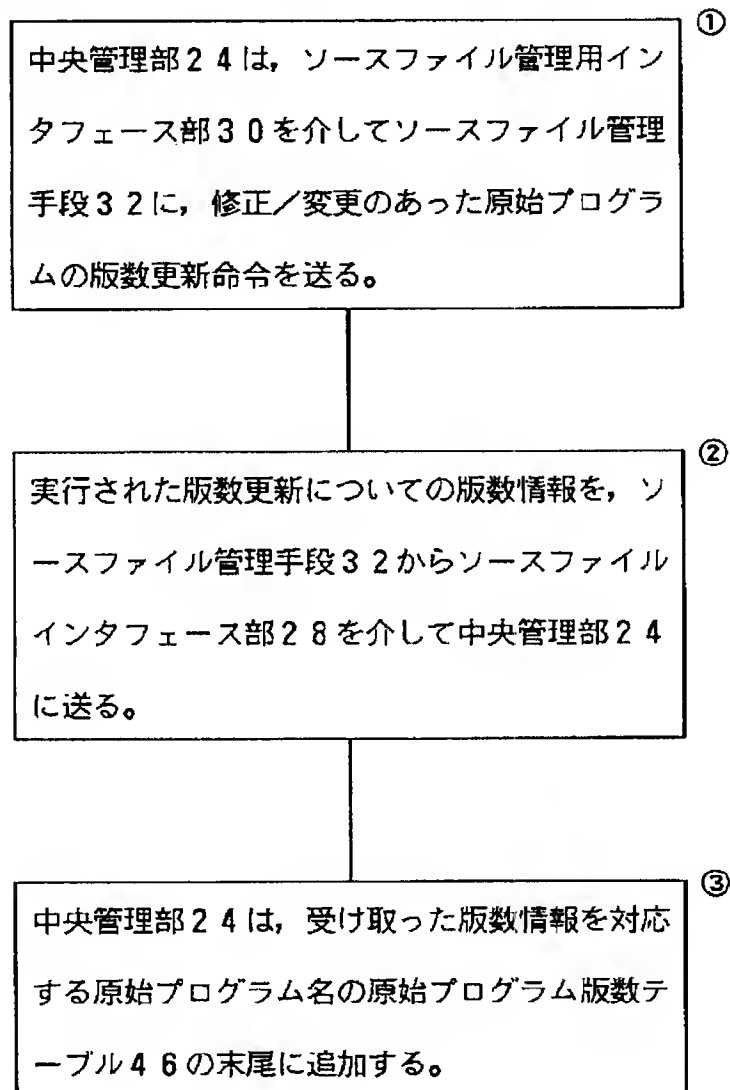 ①
中央管理部24は，ソースファイル管理用イン
タフェース部30を介してソースファイル管理
手段32に，修正／変更のあった原始プログラ
ムの版数更新命令を送る。
②
実行された版数更新についての版数情報を，ソ
ースファイル管理手段32からソースファイル
インタフェース部28を介して中央管理部24
に送る。
③
中央管理部24は，受け取った版数情報を対応
する原始プログラム名の原始プログラム版数テ
ーブル46の末尾に追加する。